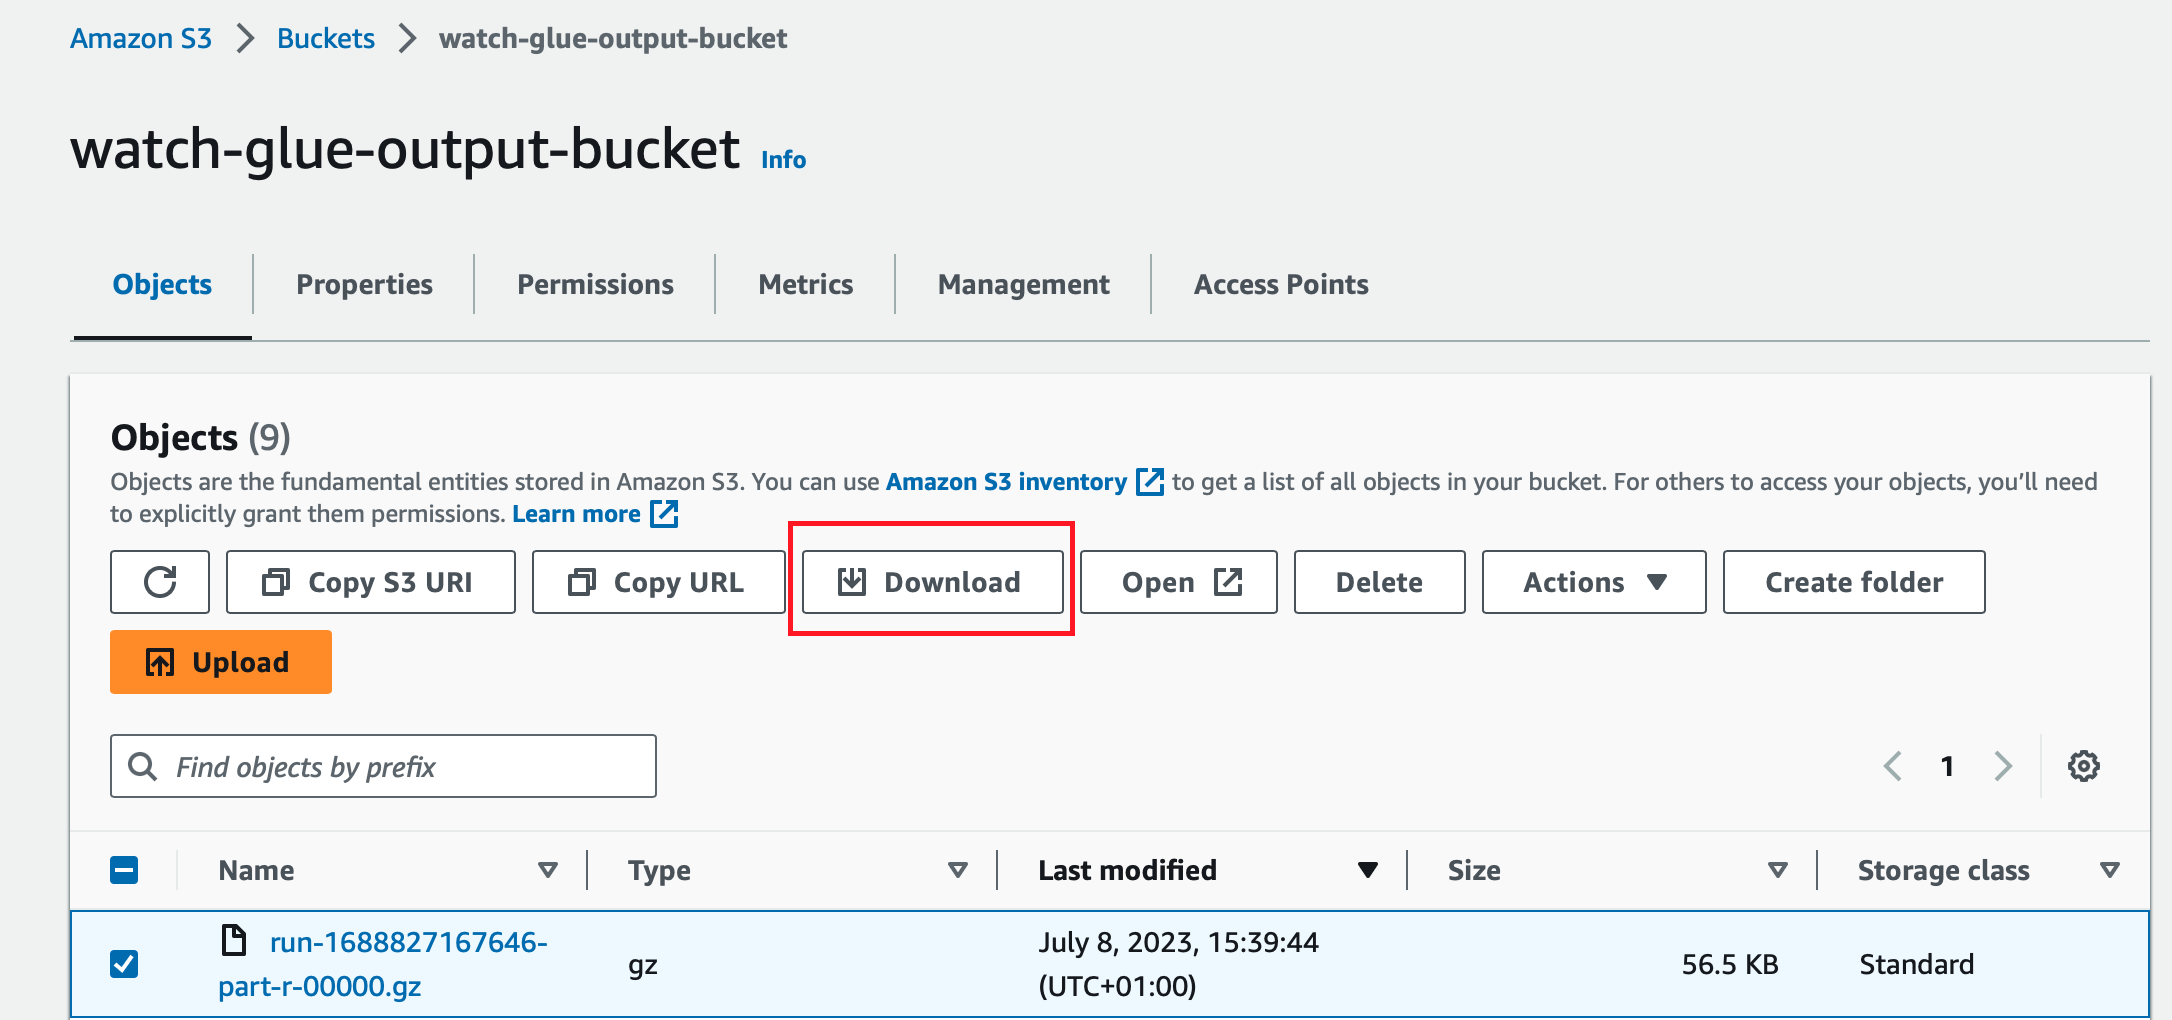 Amazon S3 > Buckets > watch-glue-output-bucket
watch-glue-output-bucket Info
Objects Properties Permissions Metrics Management Access Points
Objects (9)
Objects are the fundamental entities stored in Amazon S3. You can use Amazon S3 inventory to get a list of all objects in your bucket. For others to access your objects, you'll need
to explicitly grant them permissions. Learn more
Copy S3 URI Copy URL Download Open Delete Actions Create folder
Upload
Find objects by prefix 1
Name Type Last modified Size Storage class
run-1688827167646-
part-r-00000.gz
gz
July 8, 2023, 15:39:44
(UTC+01:00)
56.5 KB
Standard